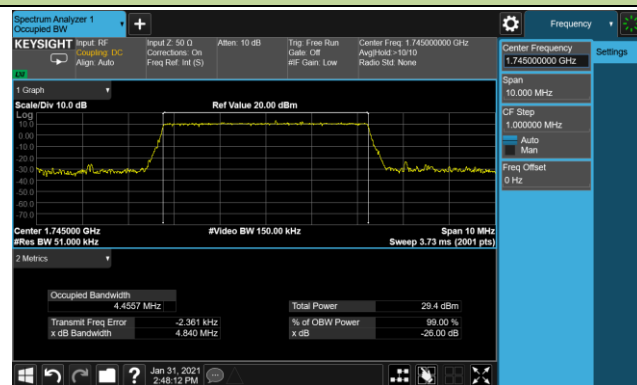 Spectrum Analyzer 1
Occupied BW
Frequency
KEYSIGHT
Input: RF
Coupling: DC
Align: Auto
Input Z: 50 Ω
Corrections: On
Freq Ref: Int (S)
Atten: 10 dB
Trig: Free Run
Gate: Off
#IF Gain: Low
Center Freq: 1.745000000 GHz
Avg|Hold:>10/10
Radio Std: None
Center Frequency
1.745000000 GHz
Settings
Span
10.000 MHz
CF Step
1.000000 MHz
Auto
Man
Freq Offset
0 Hz
1 Graph
Scale/Div 10.0 dB
Ref Value 20.00 dBm
Log
10.0
0.00
-10.0
-20.0
-30.0
-40.0
-50.0
-60.0
-70.0
Center 1.745000 GHz
#Video BW 150.00 kHz
Span 10 MHz
#Res BW 51.000 kHz
Sweep 3.73 ms (2001 pts)
2 Metrics
Occupied Bandwidth
4.4557 MHz
Total Power
29.4 dBm
Transmit Freq Error
-2.361 kHz
% of OBW Power
99.00 %
x dB Bandwidth
4.840 MHz
x dB
-26.00 dB
Jan 31, 2021
2:48:12 PM